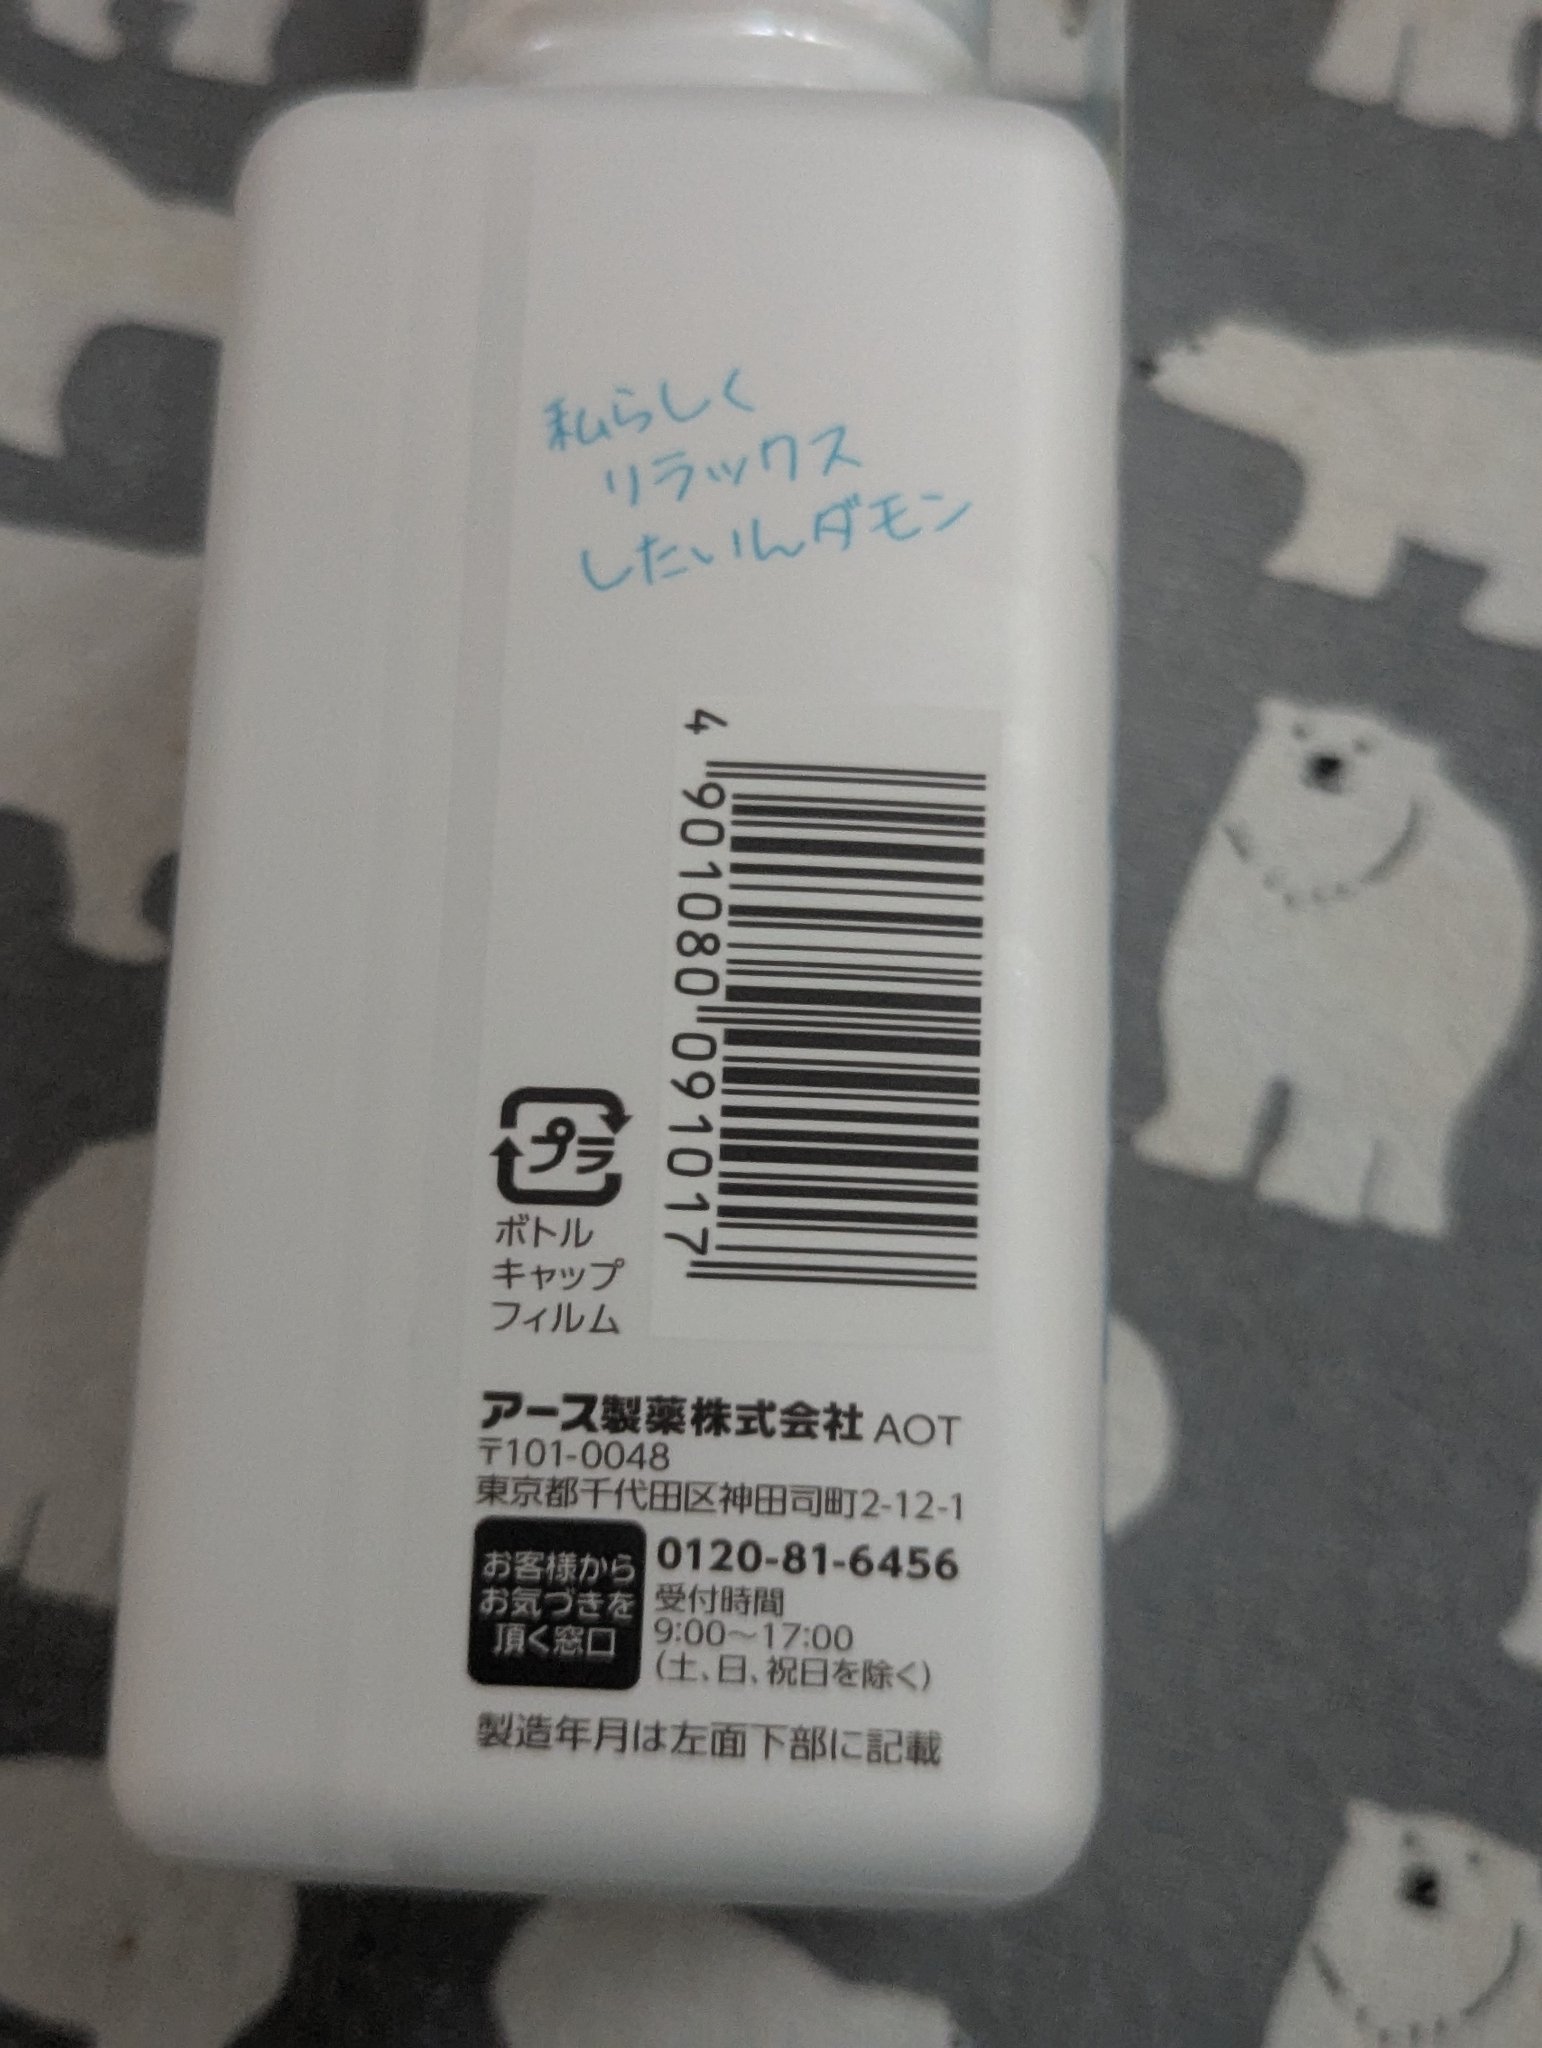 私らしく
リラックス
したいんダモン
4 901080 091017
プラ
ボトル
キャップ
フィルム
アース製薬株式会社 AOT
〒101-0048
東京都千代田区神田司町2-12-1
お客様から
お気づきを
頂く窓口
0120-81-6456
受付時間
9:00〜17:00
(土、日、祝日を除く)
製造年月は左面下部に記載